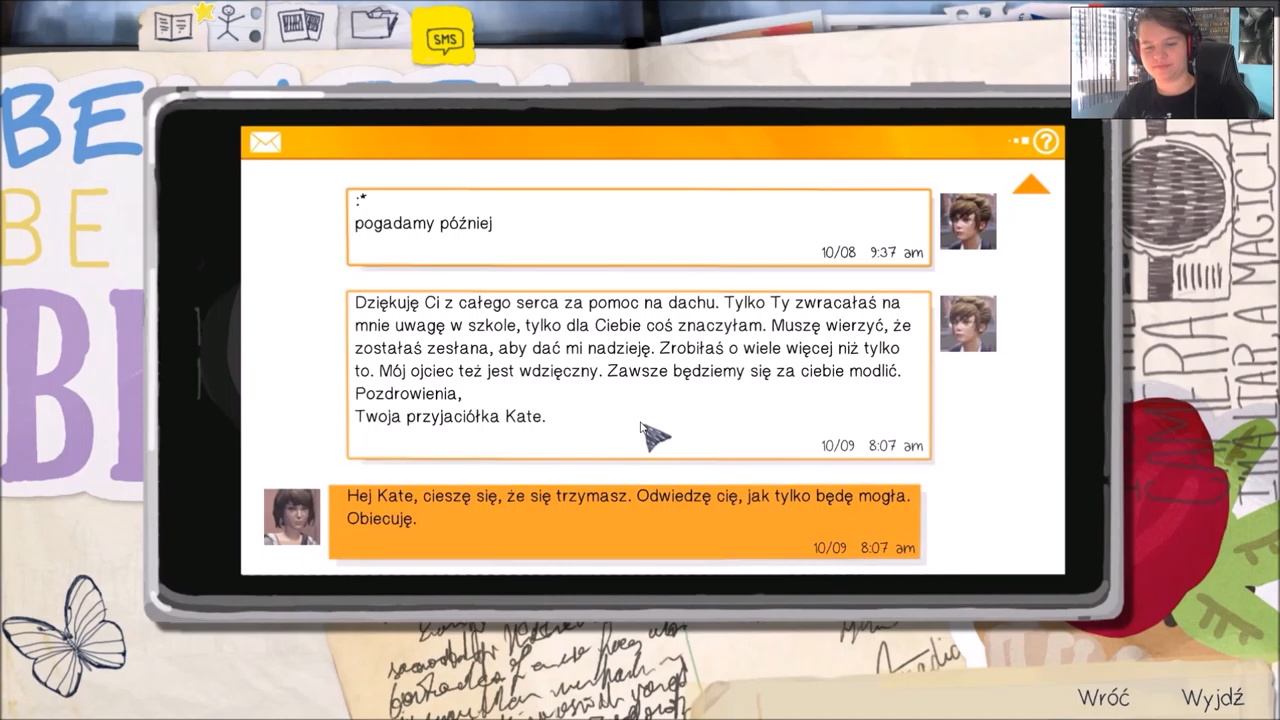 SMS
BE
BE
:*
pogadamy później
10/08 9:37 am
Dziękuję Ci z całego serca za pomoc na dachu. Tylko Ty zwracałaś na
mnie uwagę w szkole, tylko dla Ciebie coś znaczyłam. Muszę wierzyć, że
zostałaś zesłana, aby dać mi nadzieję. Zrobiłaś o wiele więcej niż tylko
to. Mój ojciec też jest wdzięczny. Zawsze będziemy się za ciebie modlić.
Pozdrowienia,
Twoja przyjaciółka Kate.
10/09 8:07 am
Hej Kate, cieszę się, że się trzymasz. Odwiedzę cię, jak tylko będę mogła.
Obiecuję.
10/09 8:07 am
Wróć Wyjdź